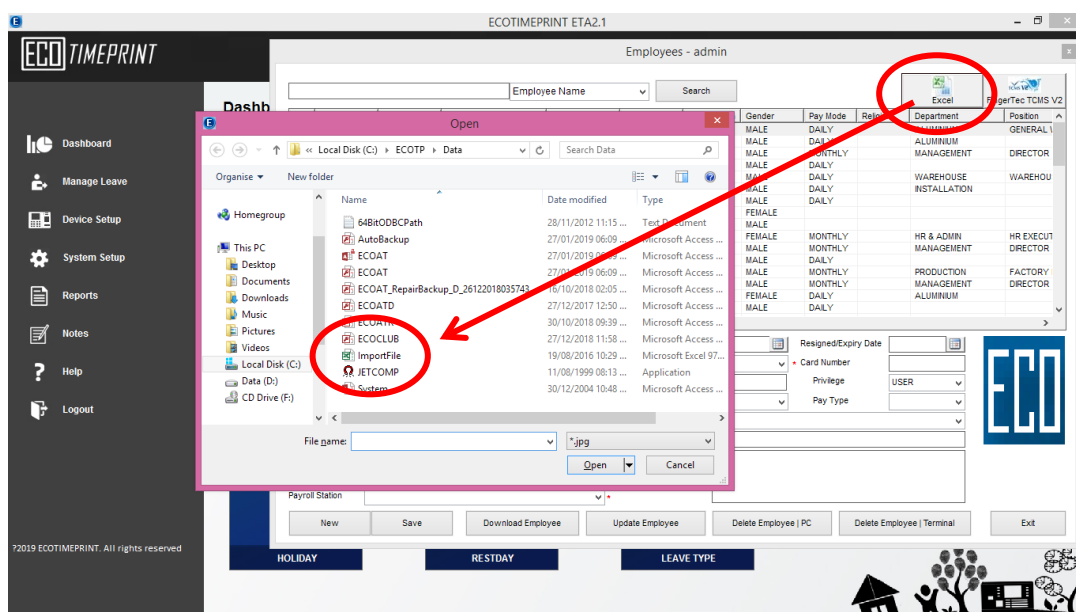 ECOTIMEPRINT ETA2.1
ECO TIMEPRINT
Employees - admin
Employee Name
Search
Excel
FingerTec TCMS V2
Dashb
Gender Pay Mode Department Position
MALE DAILY ALUMINIUM GENERAL
MALE DAILY ALUMINIUM
MALE MONTHLY MANAGEMENT DIRECTOR
MALE DAILY
MALE DAILY WAREHOUSE WAREHOU
MALE DAILY INSTALLATION
MALE DAILY
FEMALE
MALE
FEMALE MONTHLY HR & ADMIN HR EXECUT
MALE MONTHLY MANAGEMENT DIRECTOR
MALE DAILY
MALE MONTHLY PRODUCTION FACTORY
MALE MONTHLY MANAGEMENT DIRECTOR
FEMALE DAILY ALUMINIUM
MALE DAILY
Dashboard
Manage Leave
Device Setup
System Setup
Reports
Notes
Help
Logout
Open
« Local Disk (C:) ECOTP Data
Search Data
Organise New folder
Name Date modified Type
Homegroup
This PC
Desktop
Documents
Downloads
Music
Pictures
Videos
Local Disk (C:)
Data (D:)
CD Drive (F:)
64BitODBCPath 28/11/2012 11:15 ... Text Document
AutoBackup 27/01/2019 06:09 ... Microsoft Access ...
ECOAT 27/01/2019 06:09 ... Microsoft Access ...
ECOAT 27/01/2019 06:09 ... Microsoft Access ...
ECOAT_RepairBackup_D_26122018035743 16/10/2018 02:05 ... Microsoft Access ...
ECOATD 27/12/2017 12:50 ... Microsoft Access ...
30/10/2018 09:39 ... Microsoft Access ...
ECOCLUB 27/12/2018 11:58 ... Microsoft Access ...
ImportFile 19/08/2016 10:29 ... Microsoft Excel 97...
JETCOMP 11/08/1999 08:13 ... Application
System 30/12/2004 10:48 ... Microsoft Access ...
File name:
*.jpg
Open
Cancel
Resigned/Expiry Date
* Card Number
Privilege USER
Pay Type
ECO
Payroll Station
*
New
Save
Download Employee
Update Employee
Delete Employee | PC
Delete Employee | Terminal
Exit
?2019 ECOTIMEPRINT. All rights reserved
HOLIDAY
RESTDAY
LEAVE TYPE